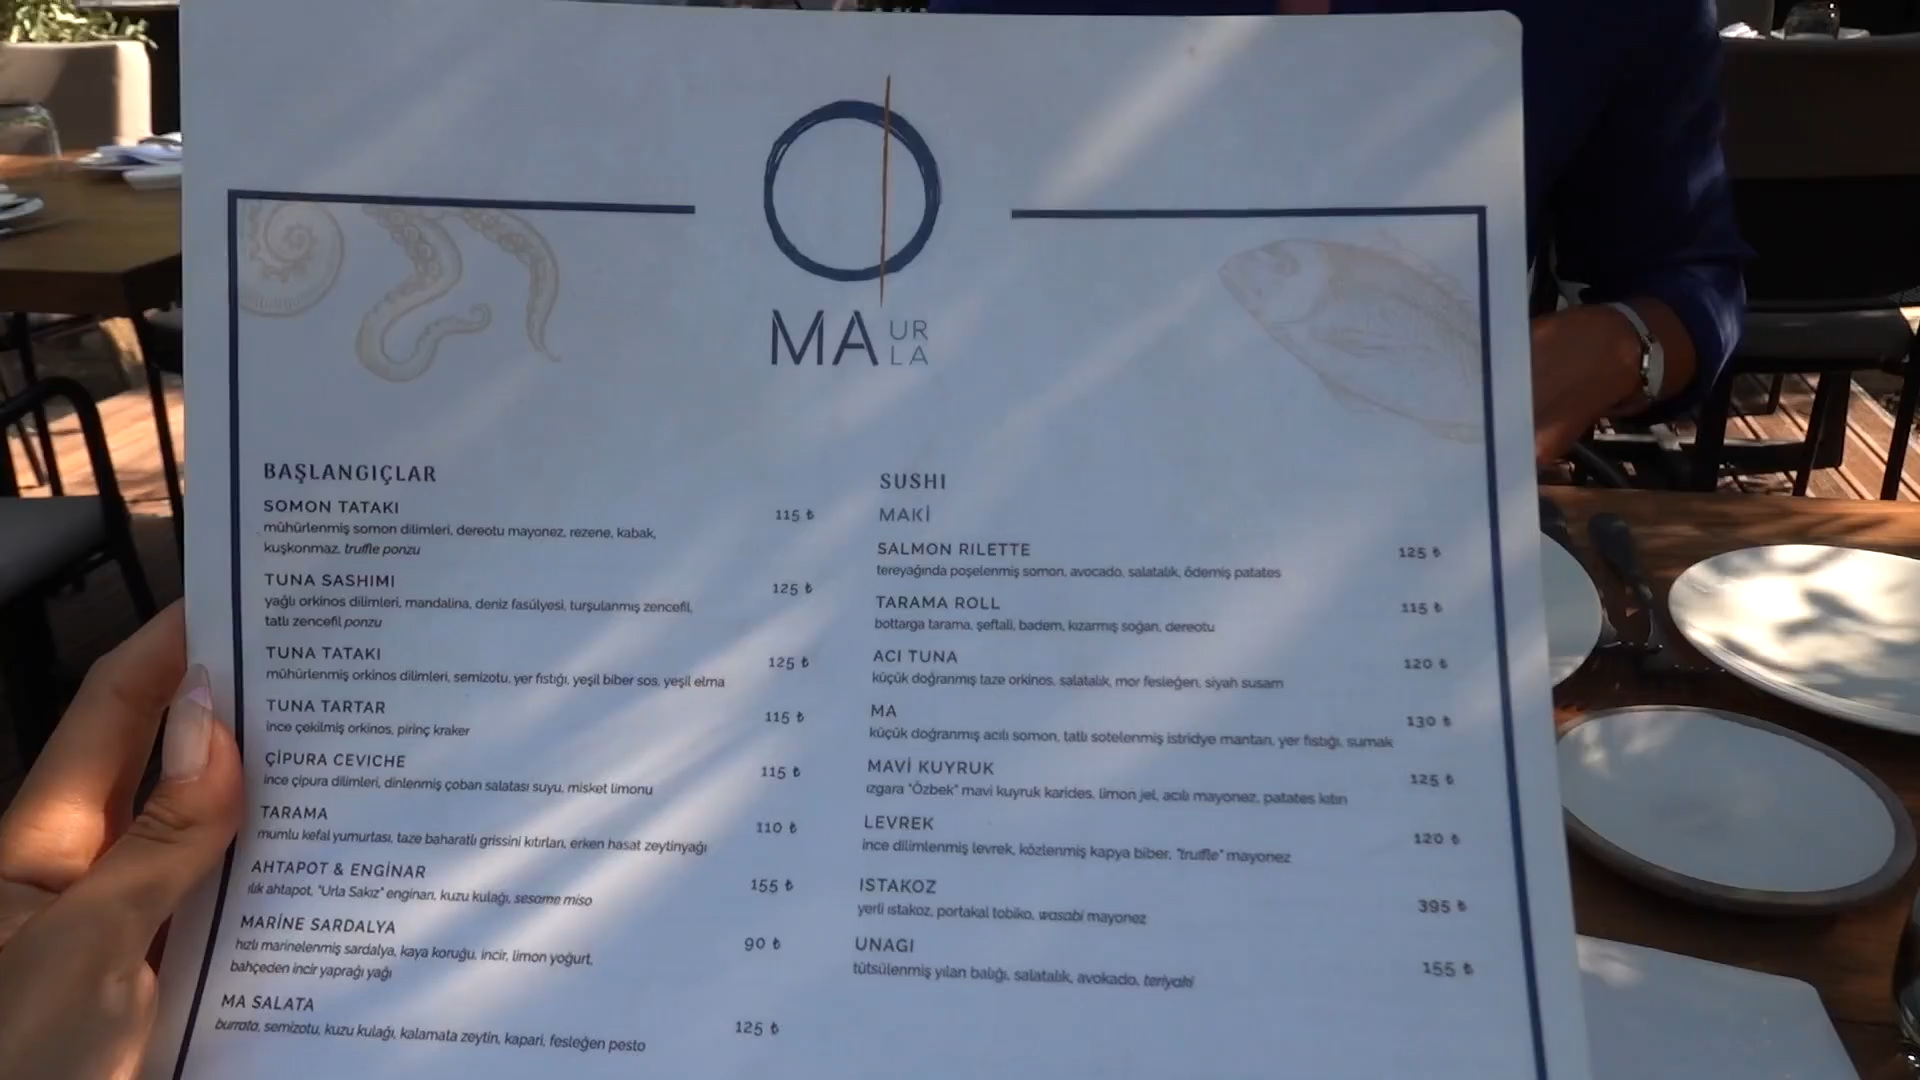 MA UR
LA
BAŞLANGIÇLAR
SOMON TATAKI 115 ₺
mühürlenmiş somon dilimleri, dereotu mayonez, rezene, kabak,
kuşkonmaz, truffle ponzu
TUNA SASHIMI 125 ₺
yağlı orkinos dilimleri, mandalina, deniz fasülyesi, turşulanmış zencefil,
tatlı zencefil ponzu
TUNA TATAKI 125 ₺
mühürlenmiş orkinos dilimleri, semizotu, yer fıstığı, yeşil biber sos, yeşil elma
TUNA TARTAR 115 ₺
ince çekilmiş orkinos, pirinç kraker
ÇİPURA CEVICHE 115 ₺
ince çipura dilimleri, dinlenmiş çoban salatası suyu, misket limonu
TARAMA 110 ₺
mumlu kefal yumurtası, taze baharatlı grissini kıtırları, erken hasat zeytinyağı
AHTAPOT & ENGİNAR 155 ₺
ılık ahtapot, "Urla Sakız" enginarı, kuzu kulağı, sesame miso
MARİNE SARDALYA 90 ₺
hızlı marinelenmiş sardalya, kaya koruğu, incir, limon yoğurt,
bahçeden incir yaprağı yağı
MA SALATA 125 ₺
burrata, semizotu, kuzu kulağı, kalamata zeytin, kapari, fesleğen pesto
SUSHI
MAKİ
SALMON RILETTE 125 ₺
tereyağında poşelenmiş somon, avocado, salatalık, ödemiş patates
TARAMA ROLL 115 ₺
bottarga tarama, şeftali, badem, kızarmış soğan, dereotu
ACI TUNA 120 ₺
küçük doğranmış taze orkinos, salatalık, mor fesleğen, siyah susam
MA 130 ₺
küçük doğranmış acılı somon, tatlı sotelenmiş istridye mantarı, yer fıstığı, sumak
MAVİ KUYRUK 125 ₺
ızgara "Özbek" mavi kuyruk karides, limon jel, acılı mayonez, patates kıtırı
LEVREK 120 ₺
ince dilimlenmiş levrek, közlenmiş kapya biber, "truffle" mayonez
ISTAKOZ 395 ₺
yerli ıstakoz, portakal tobiko, wasabi mayonez
UNAGI 155 ₺
tütsülenmiş yılan balığı, salatalık, avokado, teriyaki